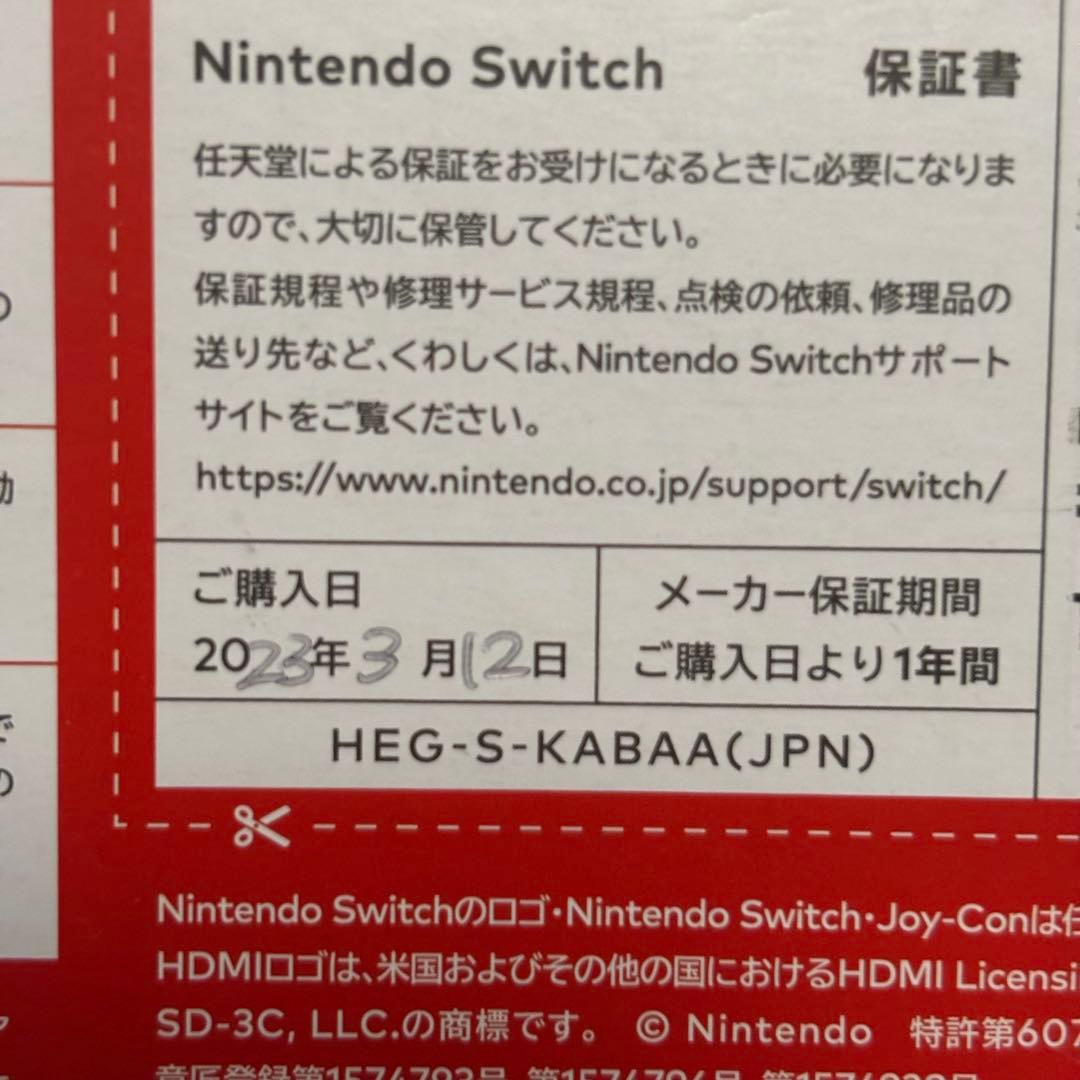 Nintendo Switch 保証書
任天堂による保証をお受けになるときに必要になりま
すので、大切に保管してください。
保証規程や修理サービス規程、点検の依頼、修理品の
送り先など、くわしくは、Nintendo Switchサポート
サイトをご覧ください。
https://www.nintendo.co.jp/support/switch/
ご購入日
2023年3月12日
メーカー保証期間
ご購入日より1年間
HEG-S-KABAA(JPN)
Nintendo Switchのロゴ・Nintendo Switch・Joy-Conは任
HDMIロゴは、米国およびその他の国におけるHDMI Licensi
SD-3C, LLC.の商標です。 © Nintendo 特許第607